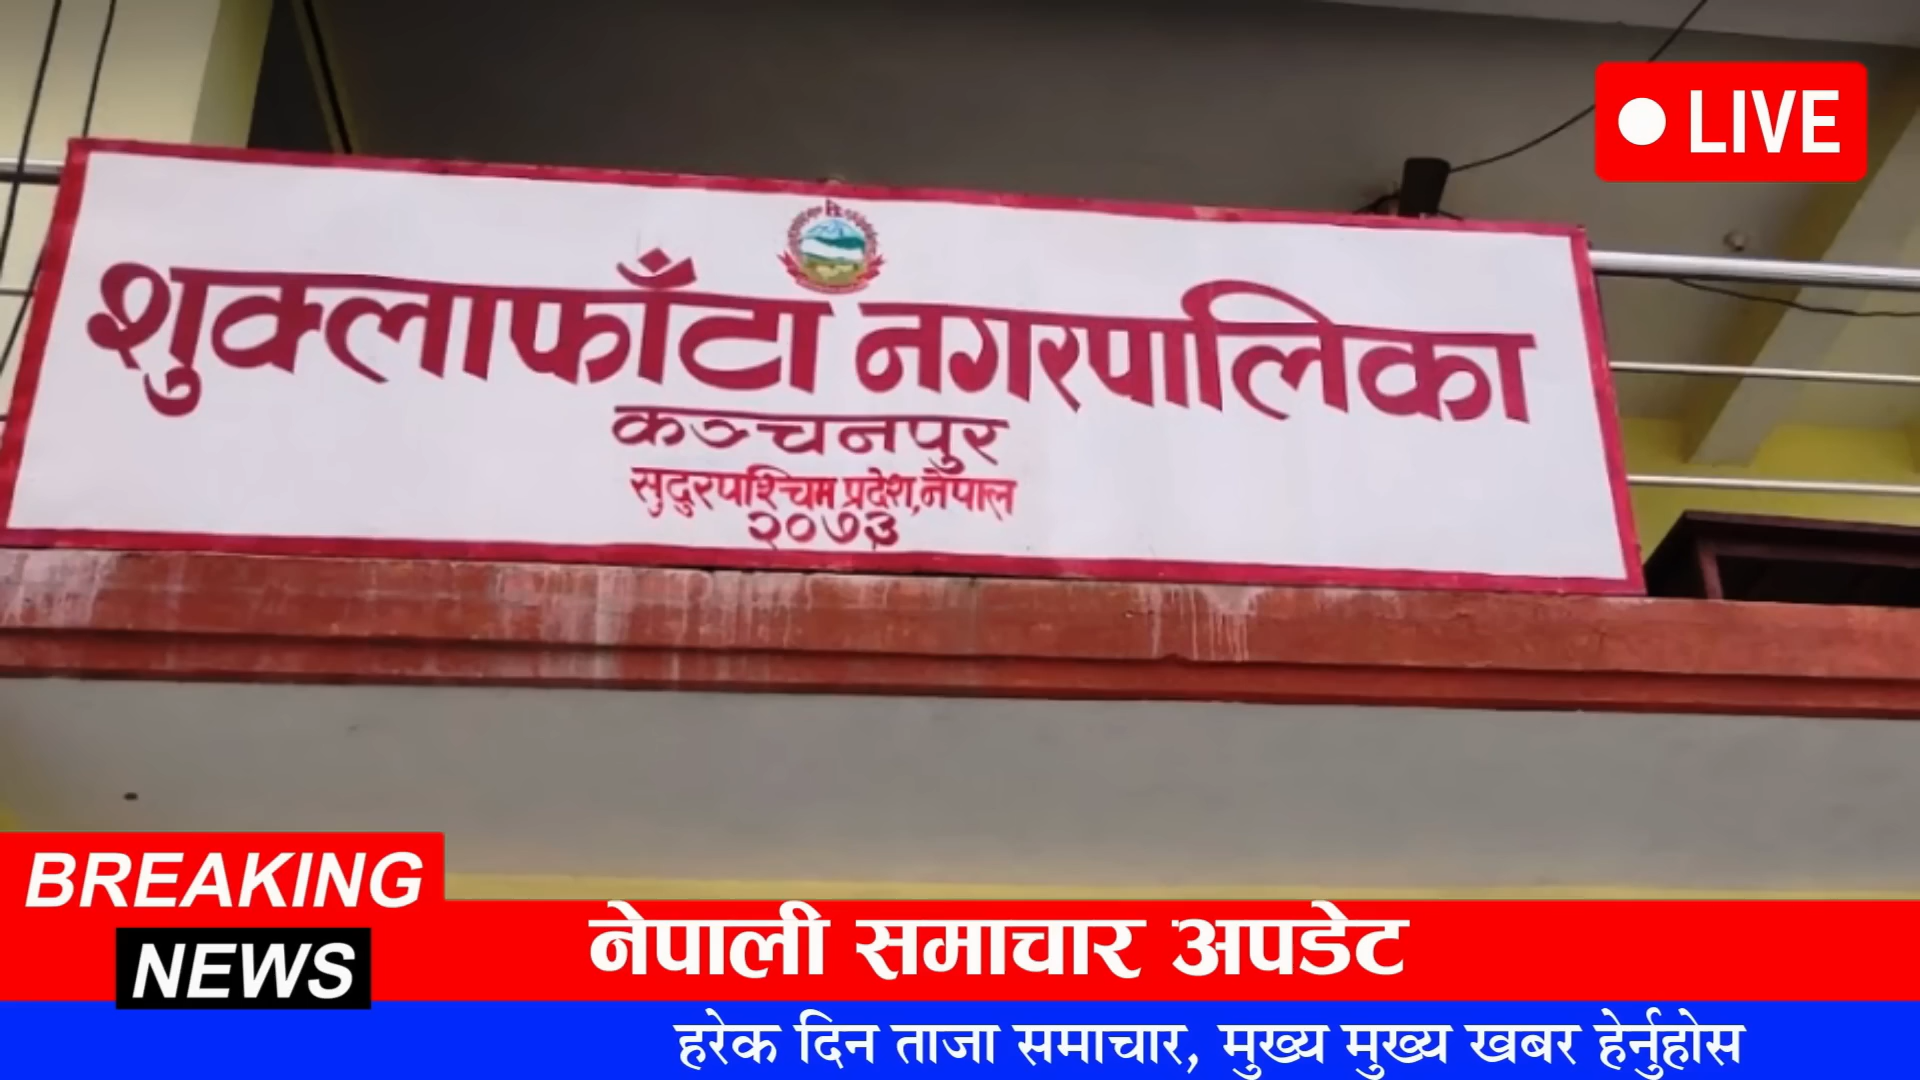 LIVE
शुक्लाफाँटा नगरपालिका
कञ्चनपुर
सुदुरपश्चिम प्रदेश, नेपाल
२०७३
BREAKING
NEWS
नेपाली समाचार अपडेट
हरेक दिन ताजा समाचार, मुख्य मुख्य खबर हेर्नुहोस